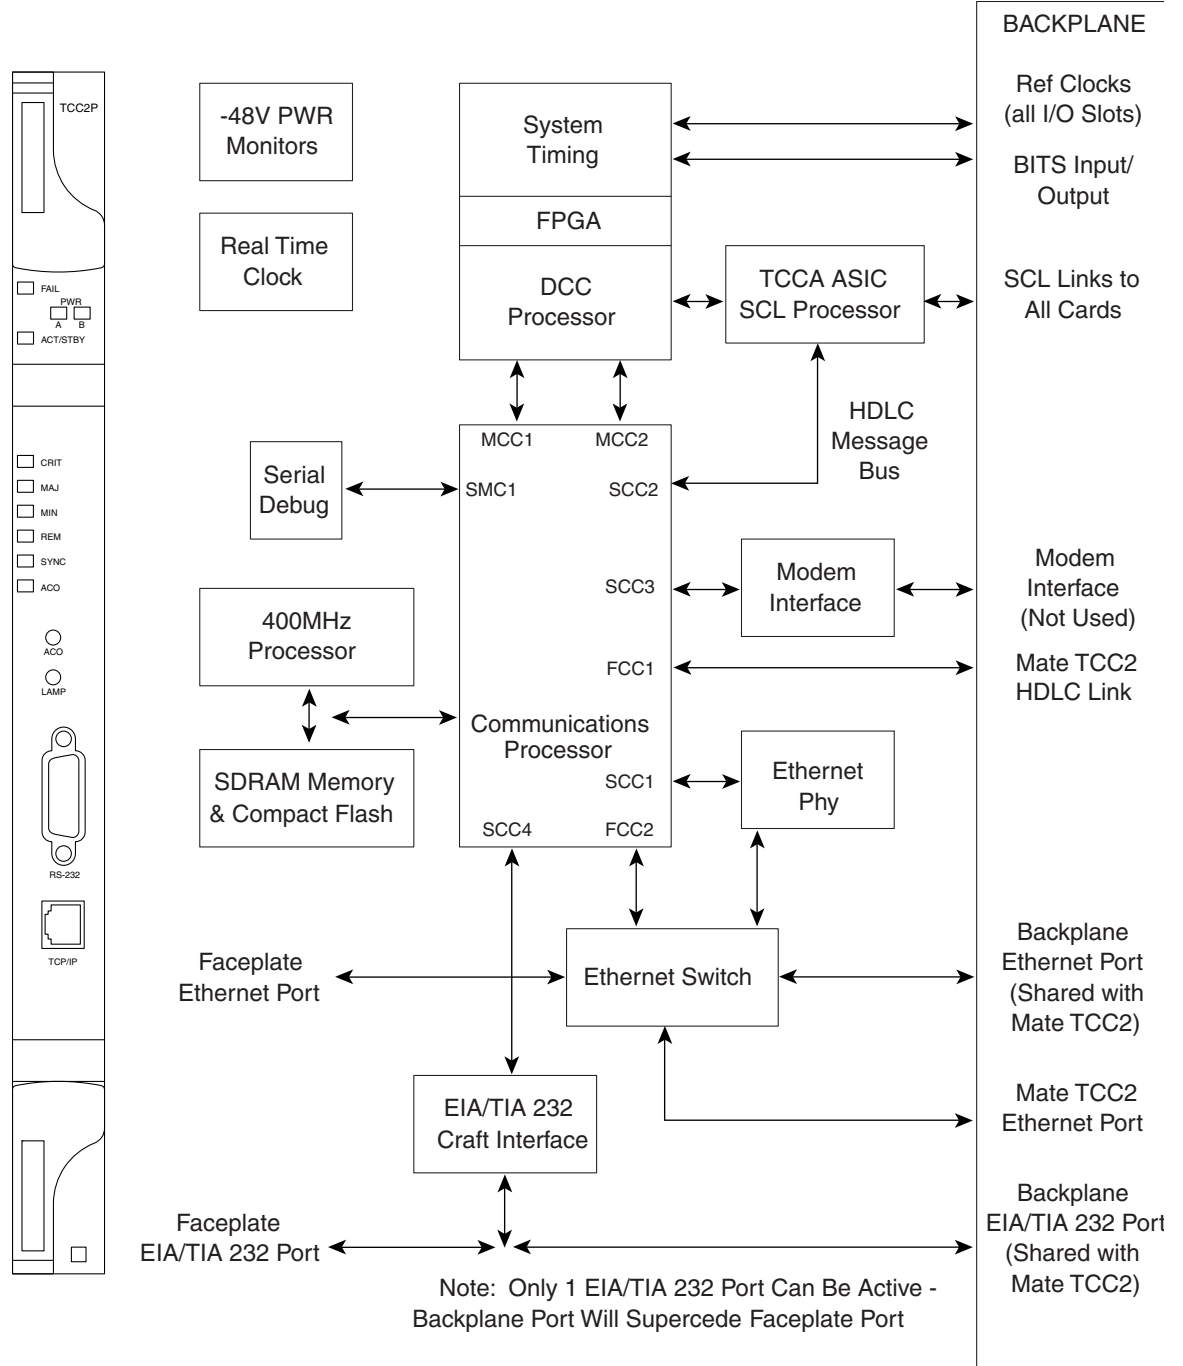 BACKPLANE
TCC2P
FAIL
PWR
A B
ACT/STBY
CRIT
MAJ
MIN
REM
SYNC
ACO
ACO
LAMP
RS-232
TCP/IP
-48V PWR
Monitors
Real Time
Clock
System
Timing
FPGA
DCC
Processor
TCCA ASIC
SCL Processor
Ref Clocks
(all I/O Slots)
BITS Input/
Output
SCL Links to
All Cards
HDLC
Message
Bus
MCC1
MCC2
Serial
Debug
SMC1
SCC2
SCC3
Modem
Interface
Modem
Interface
(Not Used)
400MHz
Processor
FCC1
Mate TCC2
HDLC Link
Communications
Processor
SDRAM Memory
& Compact Flash
SCC1
Ethernet
Phy
SCC4
FCC2
Faceplate
Ethernet Port
Ethernet Switch
Backplane
Ethernet Port
(Shared with
Mate TCC2)
EIA/TIA 232
Craft Interface
Mate TCC2
Ethernet Port
Faceplate
EIA/TIA 232 Port
Backplane
EIA/TIA 232 Port
(Shared with
Mate TCC2)
Note: Only 1 EIA/TIA 232 Port Can Be Active -
Backplane Port Will Supercede Faceplate Port